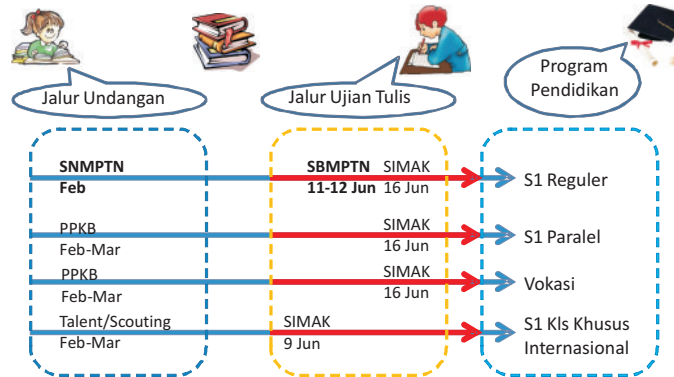 Jalur Undangan
Jalur Ujian Tulis
Program
Pendidikan
SNMPTN
Feb
SBMPTN SIMAK
11-12 Jun 16 Jun
S1 Reguler
PPKB
Feb-Mar
SIMAK
16 Jun
S1 Paralel
PPKB
Feb-Mar
SIMAK
16 Jun
Vokasi
Talent/Scouting
Feb-Mar
SIMAK
9 Jun
S1 Kls Khusus
Internasional